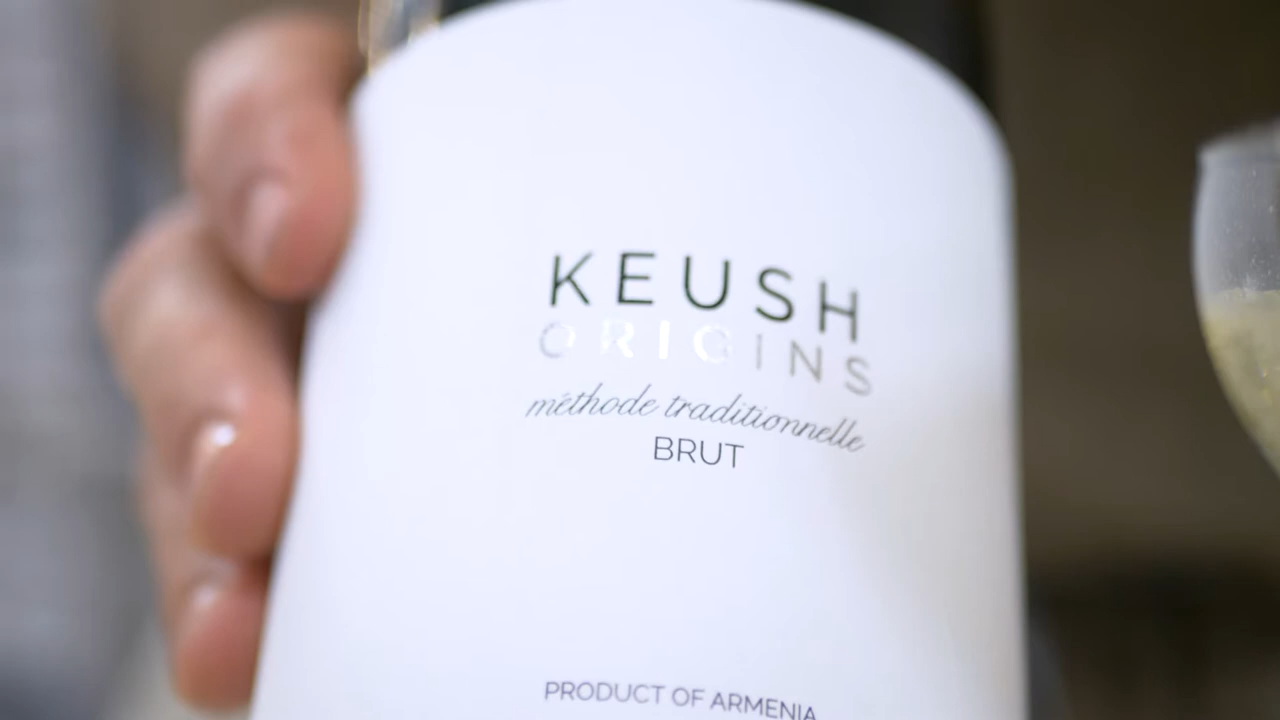 KEUSH
ORIGINS
méthode traditionnelle
BRUT
PRODUCT OF ARMENIA